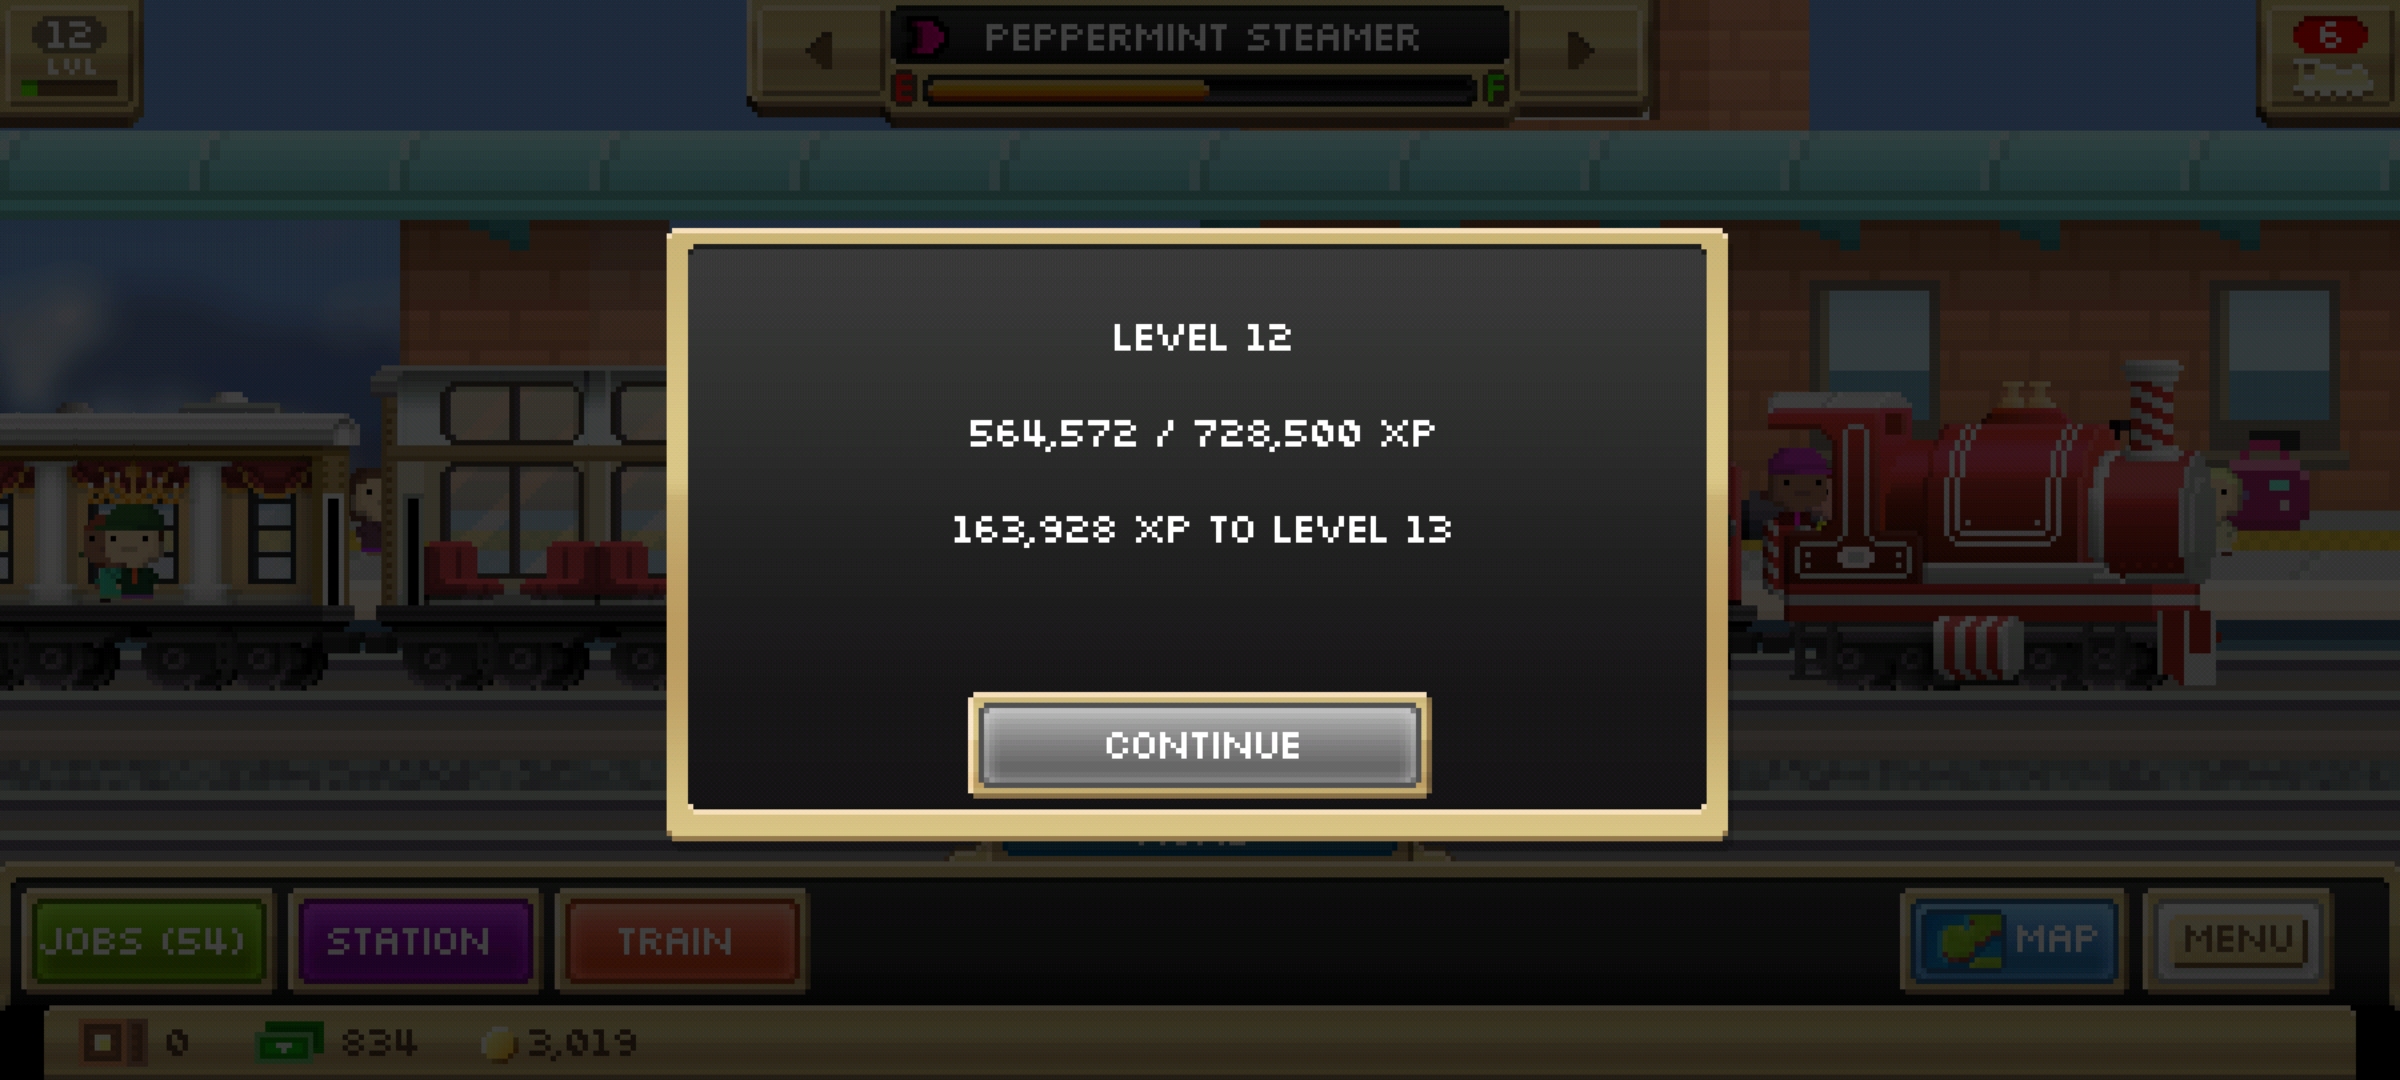 12
LVL
PEPPERMINT STEAMER
E F
6
LEVEL 12
564,572 / 728,500 XP
163,928 XP TO LEVEL 13
CONTINUE
JOBS (54)
STATION
TRAIN
MAP
MENU
0
834
3,019